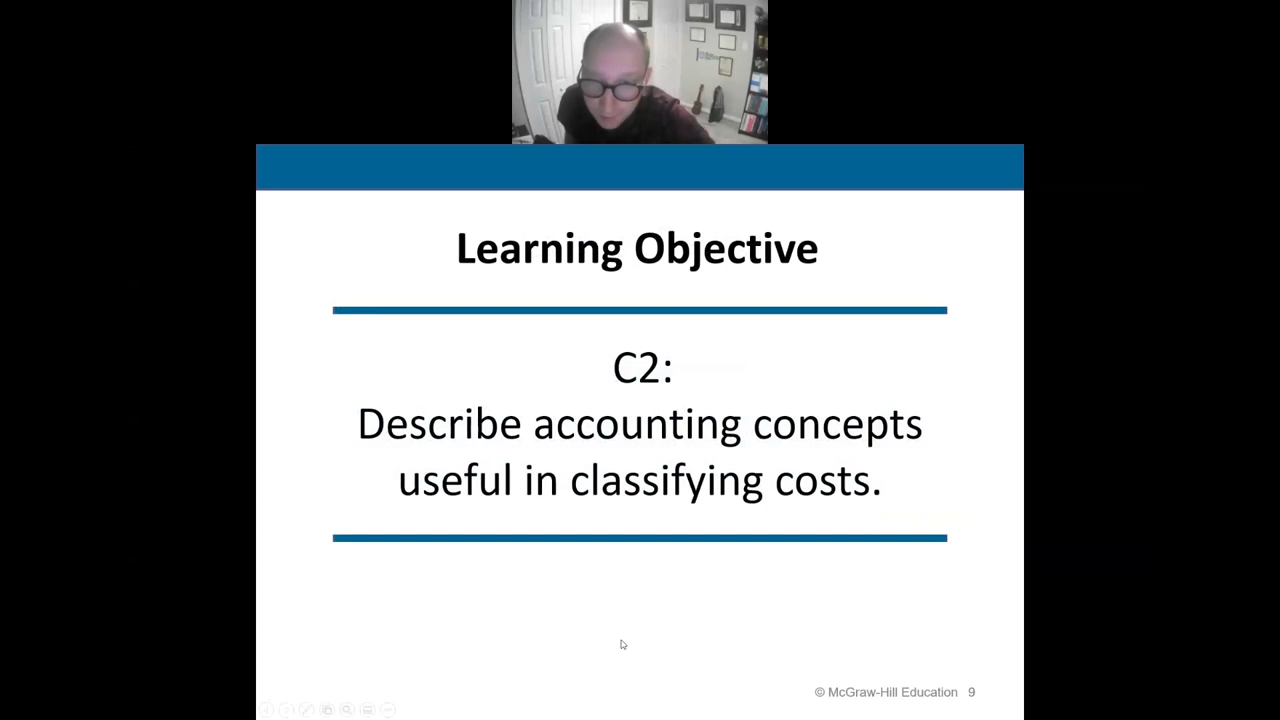 Learning Objective
C2:
Describe accounting concepts
useful in classifying costs.
© McGraw-Hill Education 9